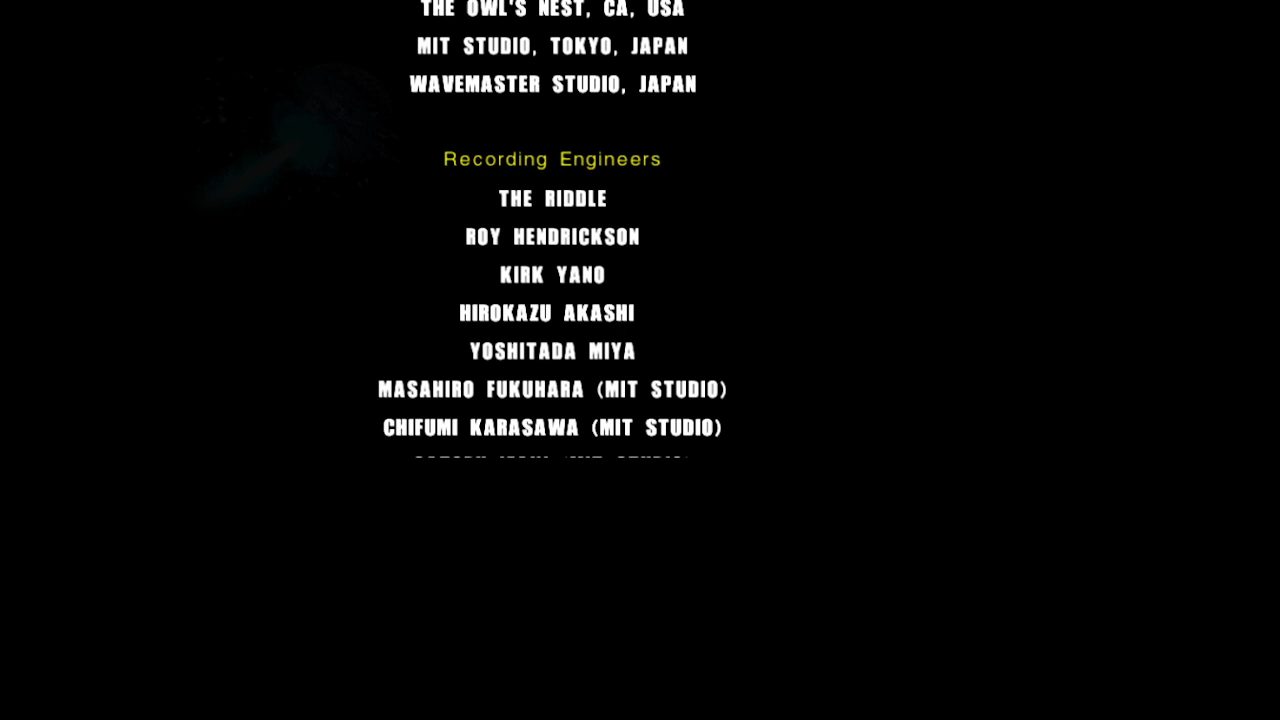 THE OWL'S NEST, CA, USA
MIT STUDIO, TOKYO, JAPAN
WAVEMASTER STUDIO, JAPAN
Recording Engineers
THE RIDDLE
ROY HENDRICKSON
KIRK YANO
HIROKAZU AKASHI
YOSHITADA MIYA
MASAHIRO FUKUHARA (MIT STUDIO)
CHIFUMI KARASAWA (MIT STUDIO)